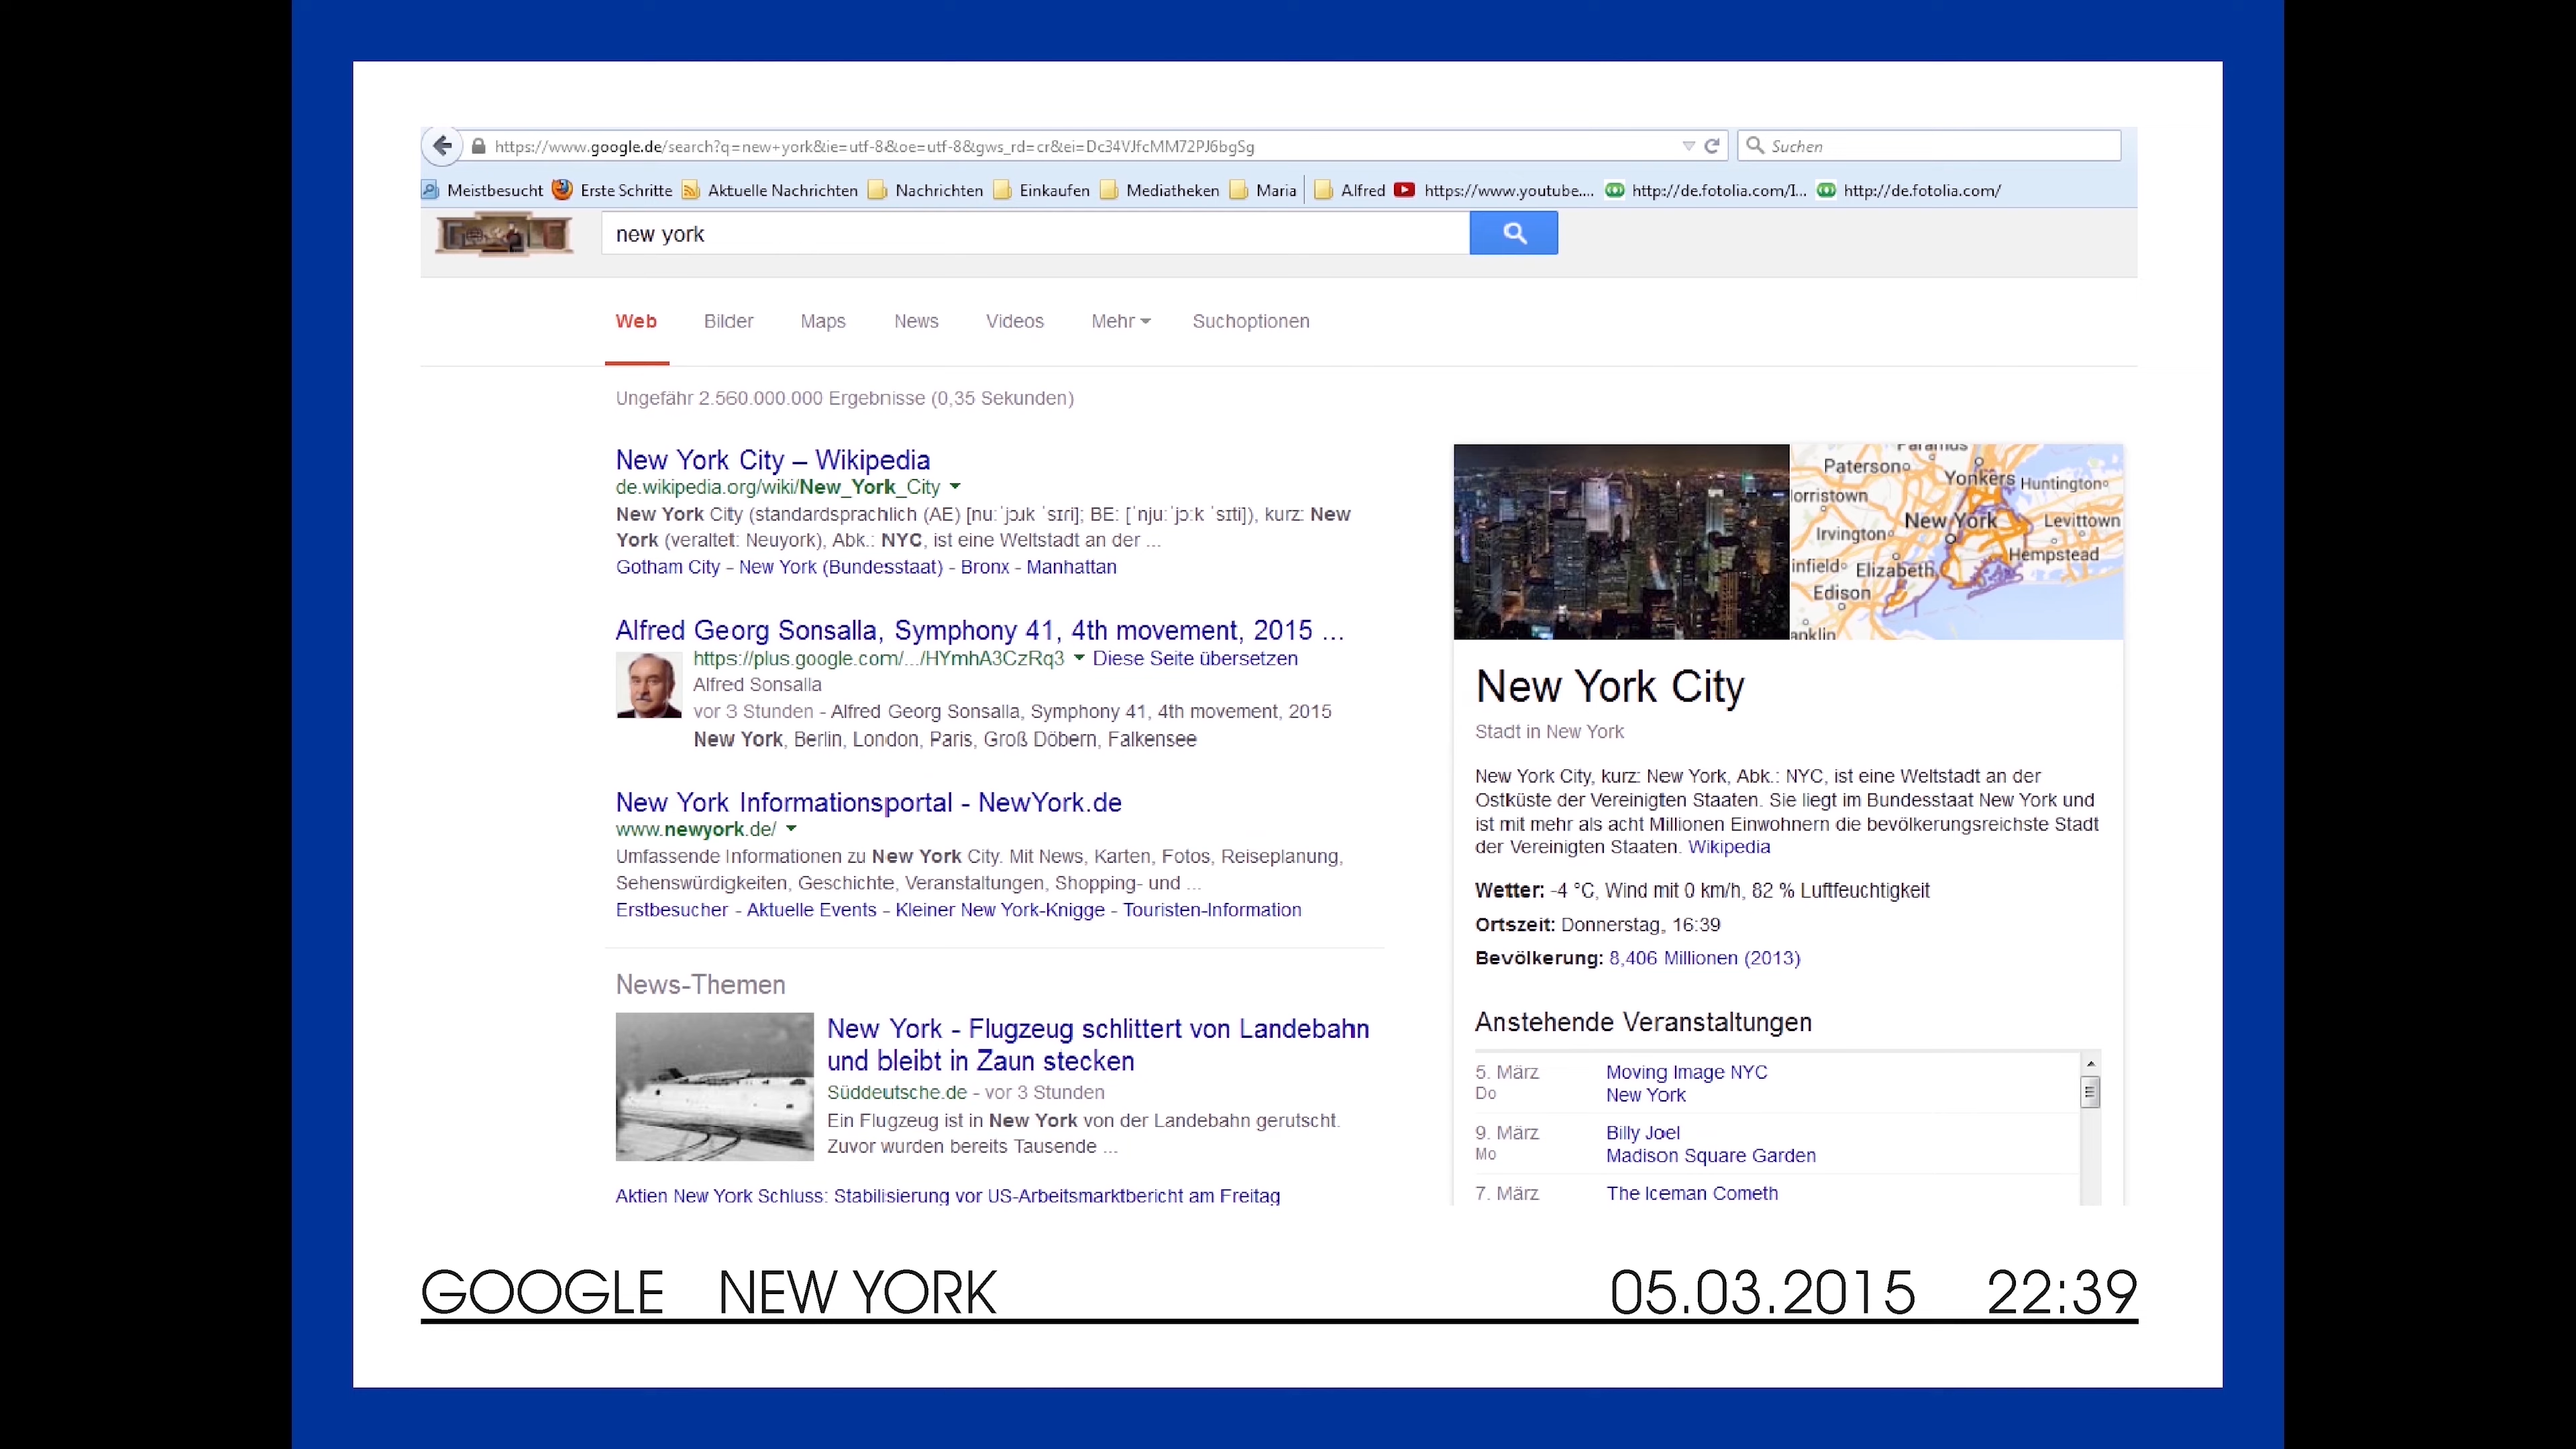 https://www.google.de/search?q=new+york&ie=utf-8&oe=utf-8&gws_rd=cr&ei=Dc34VJfcMM72PJ6bgSg
Suchen
Meistbesucht Erste Schritte Aktuelle Nachrichten Nachrichten Einkaufen Mediatheken Maria Alfred https://www.youtube.... http://de.fotolia.com/I... http://de.fotolia.com/
new york
Web Bilder Maps News Videos Mehr Suchoptionen
Ungefähr 2.560.000.000 Ergebnisse (0,35 Sekunden)
New York City – Wikipedia
de.wikipedia.org/wiki/New_York_City
New York City (standardsprachlich (AE) [nuːˈjɔɹk ˈsɪɾi]; BE: [ˈnjuːˈjɔːk ˈsɪti]), kurz: New
York (veraltet: Neuyork), Abk.: NYC, ist eine Weltstadt an der ...
Gotham City - New York (Bundesstaat) - Bronx - Manhattan
Alfred Georg Sonsalla, Symphony 41, 4th movement, 2015 ...
https://plus.google.com/.../HYmhA3CzRq3 Diese Seite übersetzen
Alfred Sonsalla
vor 3 Stunden - Alfred Georg Sonsalla, Symphony 41, 4th movement, 2015
New York, Berlin, London, Paris, Groß Döbern, Falkensee
New York Informationsportal - NewYork.de
www.newyork.de/
Umfassende Informationen zu New York City. Mit News, Karten, Fotos, Reiseplanung,
Sehenswürdigkeiten, Geschichte, Veranstaltungen, Shopping- und ...
Erstbesucher - Aktuelle Events - Kleiner New York-Knigge - Touristen-Information
News-Themen
New York - Flugzeug schlittert von Landebahn
und bleibt in Zaun stecken
Süddeutsche.de - vor 3 Stunden
Ein Flugzeug ist in New York von der Landebahn gerutscht.
Zuvor wurden bereits Tausende ...
Aktien New York Schluss: Stabilisierung vor US-Arbeitsmarktbericht am Freitag
Paramus
Paterson
Yonkers Huntington
orristown
New York Levittown
Irvington
Hempstead
infield Elizabeth
Edison
anklin
New York City
Stadt in New York
New York City, kurz: New York, Abk.: NYC, ist eine Weltstadt an der
Ostküste der Vereinigten Staaten. Sie liegt im Bundesstaat New York und
ist mit mehr als acht Millionen Einwohnern die bevölkerungsreichste Stadt
der Vereinigten Staaten. Wikipedia
Wetter: -4 °C, Wind mit 0 km/h, 82 % Luftfeuchtigkeit
Ortszeit: Donnerstag, 16:39
Bevölkerung: 8,406 Millionen (2013)
Anstehende Veranstaltungen
5. März Moving Image NYC
Do New York
9. März Billy Joel
Mo Madison Square Garden
7. März The Iceman Cometh
GOOGLE NEW YORK 05.03.2015 22:39